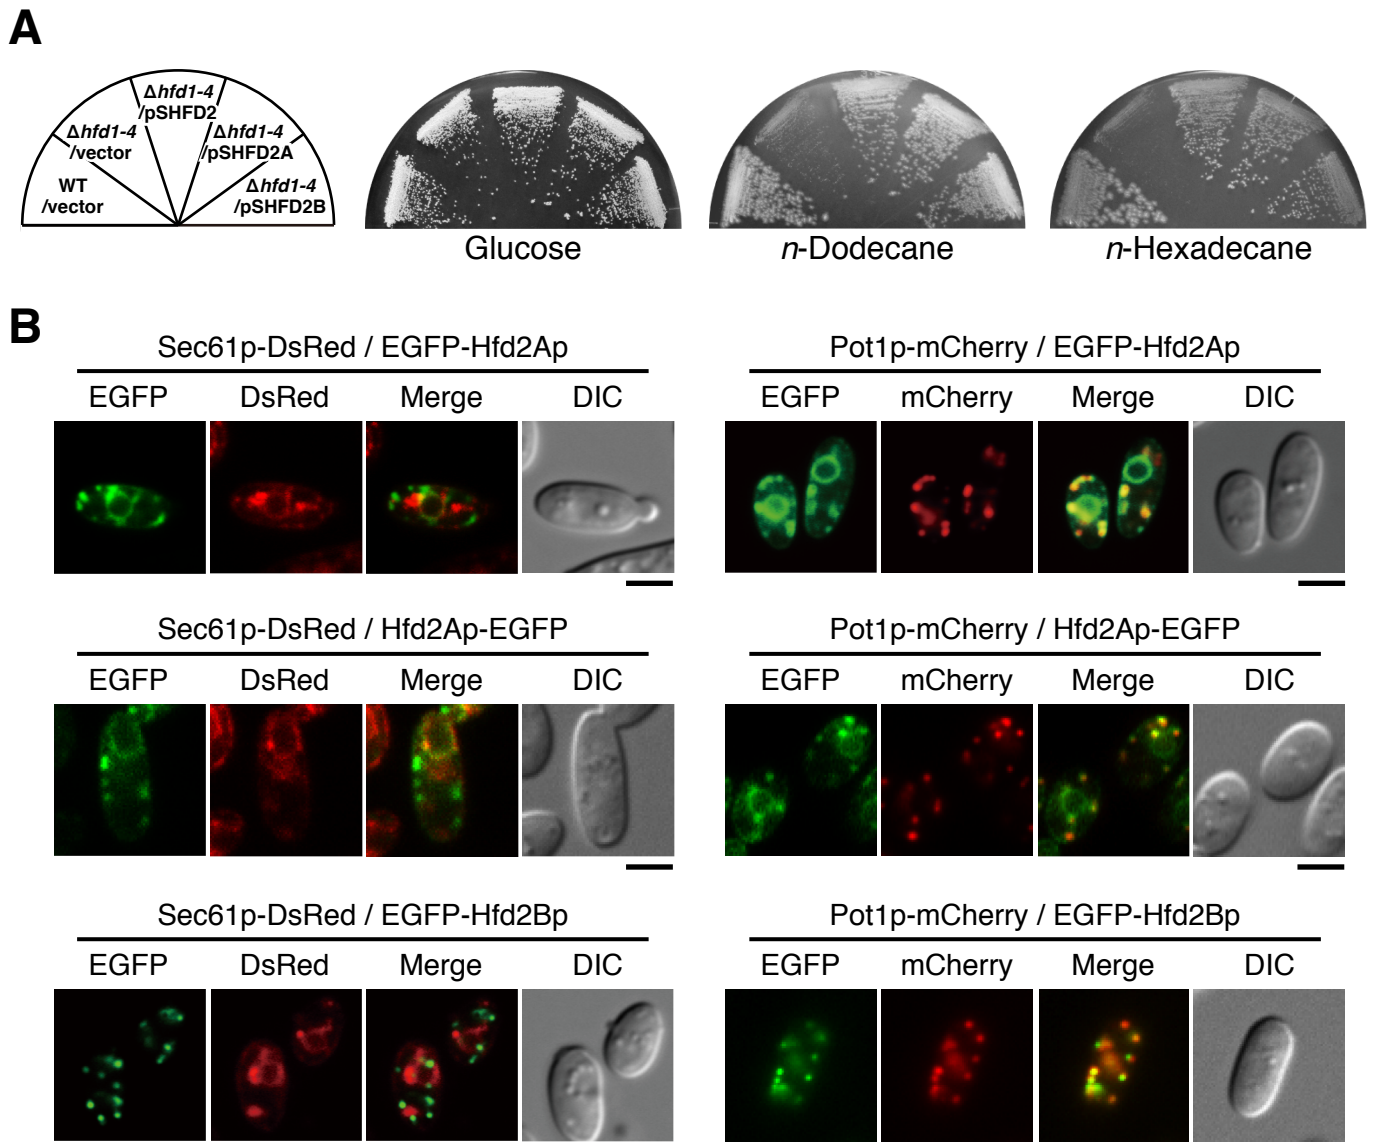 A
Δhfd1-4
/pSHFD2
Δhfd1-4
/vector
Δhfd1-4
/pSHFD2A
WT
/vector
Δhfd1-4
/pSHFD2B
Glucose
n-Dodecane
n-Hexadecane
B
Sec61p-DsRed / EGFP-Hfd2Ap
EGFP DsRed Merge DIC
Pot1p-mCherry / EGFP-Hfd2Ap
EGFP mCherry Merge DIC
Sec61p-DsRed / Hfd2Ap-EGFP
EGFP DsRed Merge DIC
Pot1p-mCherry / Hfd2Ap-EGFP
EGFP mCherry Merge DIC
Sec61p-DsRed / EGFP-Hfd2Bp
EGFP DsRed Merge DIC
Pot1p-mCherry / EGFP-Hfd2Bp
EGFP mCherry Merge DIC